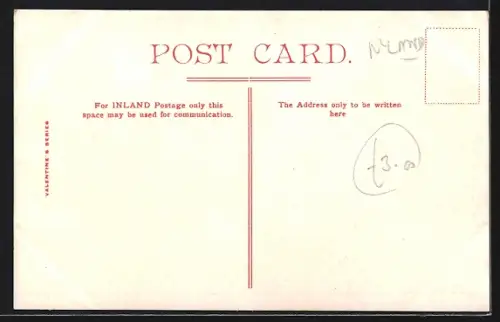 POST CARD.
For INLAND Postage only this
space may be used for communication.
The Address only to be written
here
VALENTINE'S SERIES
£3.00